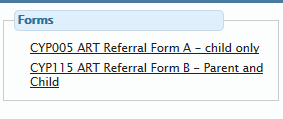 Forms
CYP005 ART Referral Form A - child only
CYP115 ART Referral Form B - Parent and
Child